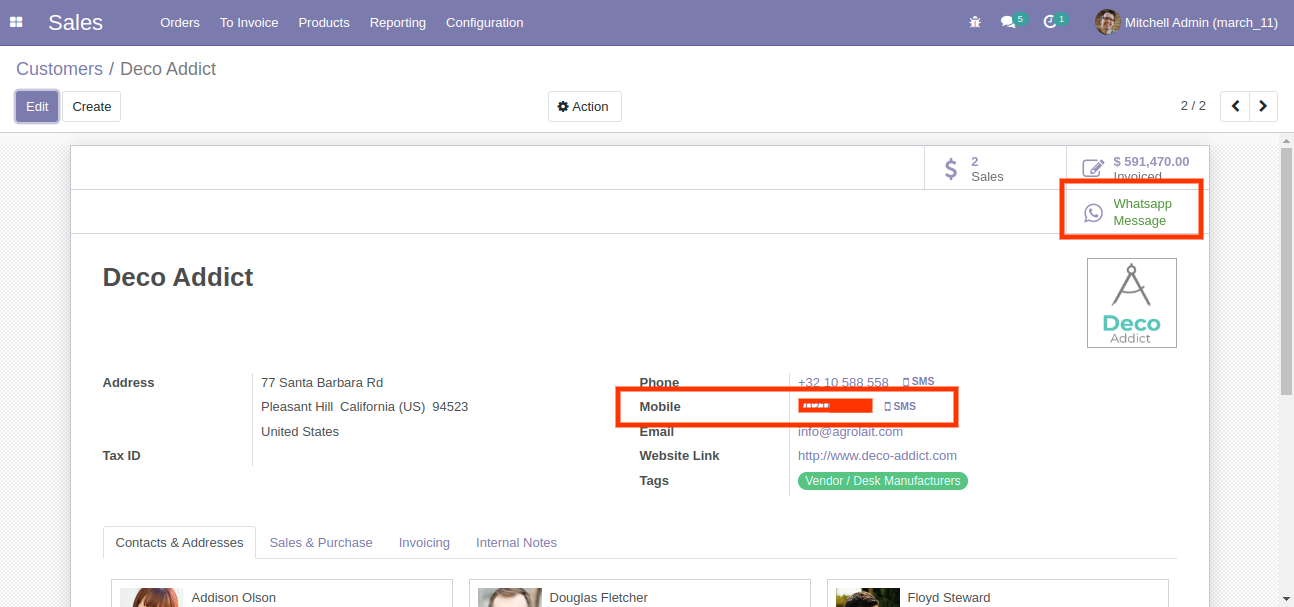 Sales Orders To Invoice Products Reporting Configuration 5 1 Mitchell Admin (march_11)
Customers / Deco Addict
Edit Create Action 2 / 2
2 $ 591,470.00
Sales Invoiced
Whatsapp
Message
Deco Addict
Deco
Addict
Address 77 Santa Barbara Rd Phone +32 10 588 558 SMS
Pleasant Hill California (US) 94523 Mobile SMS
United States Email info@agrolait.com
Tax ID Website Link http://www.deco-addict.com
Tags Vendor / Desk Manufacturers
Contacts & Addresses Sales & Purchase Invoicing Internal Notes
Addison Olson Douglas Fletcher Floyd Steward